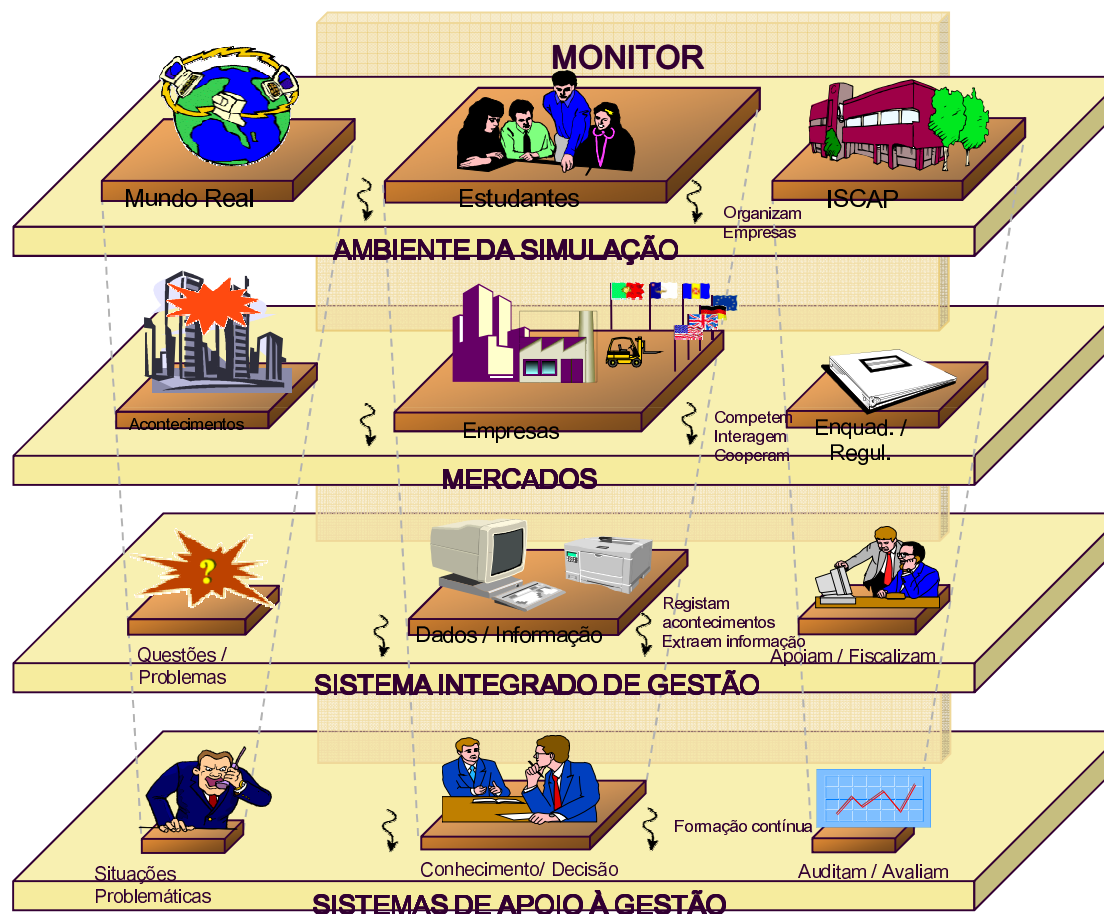 MONITOR
Mundo Real
Estudantes
ISCAP
Organizam
Empresas
AMBIENTE DA SIMULAÇÃO
Acontecimentos
Empresas
Competem
Interagem
Cooperam
Enquad. /
Regul.
MERCADOS
?
Questões /
Problemas
Dados / Informação
Registam
acontecimentos
Extraem informação
Apoiam / Fiscalizam
SISTEMA INTEGRADO DE GESTÃO
Situações
Problemáticas
Conhecimento/ Decisão
Formação contínua
Auditam / Avaliam
SISTEMAS DE APOIO À GESTÃO